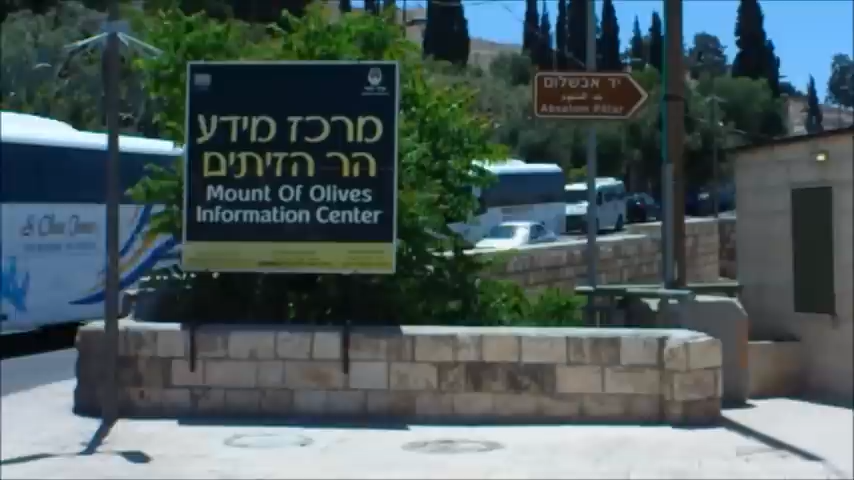 מרכז מידע
הר הזיתים
Mount Of Olives
Information Center
יד אבשלום
Absalom Pillar